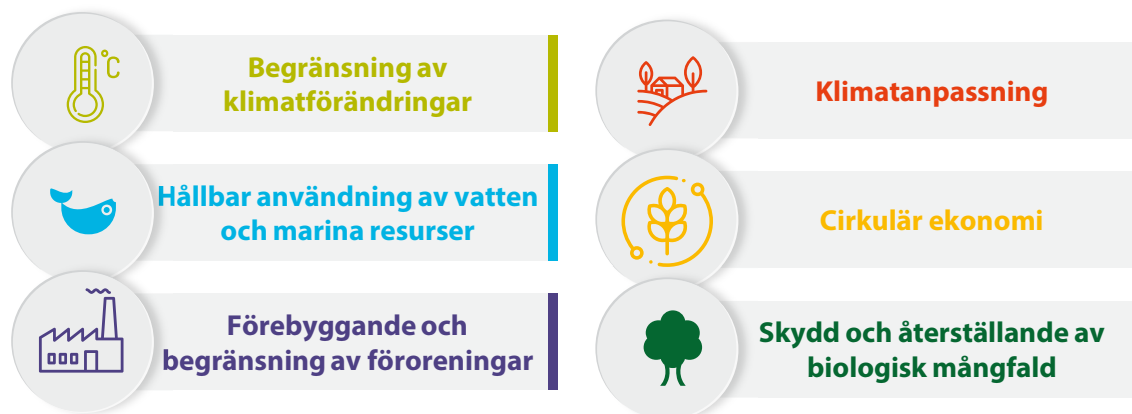 °C
Begränsning av
klimatförändringar
Klimatanpassning
Hållbar användning av vatten
och marina resurser
Cirkulär ekonomi
Förebyggande och
begränsning av föroreningar
Skydd och återställande av
biologisk mångfald